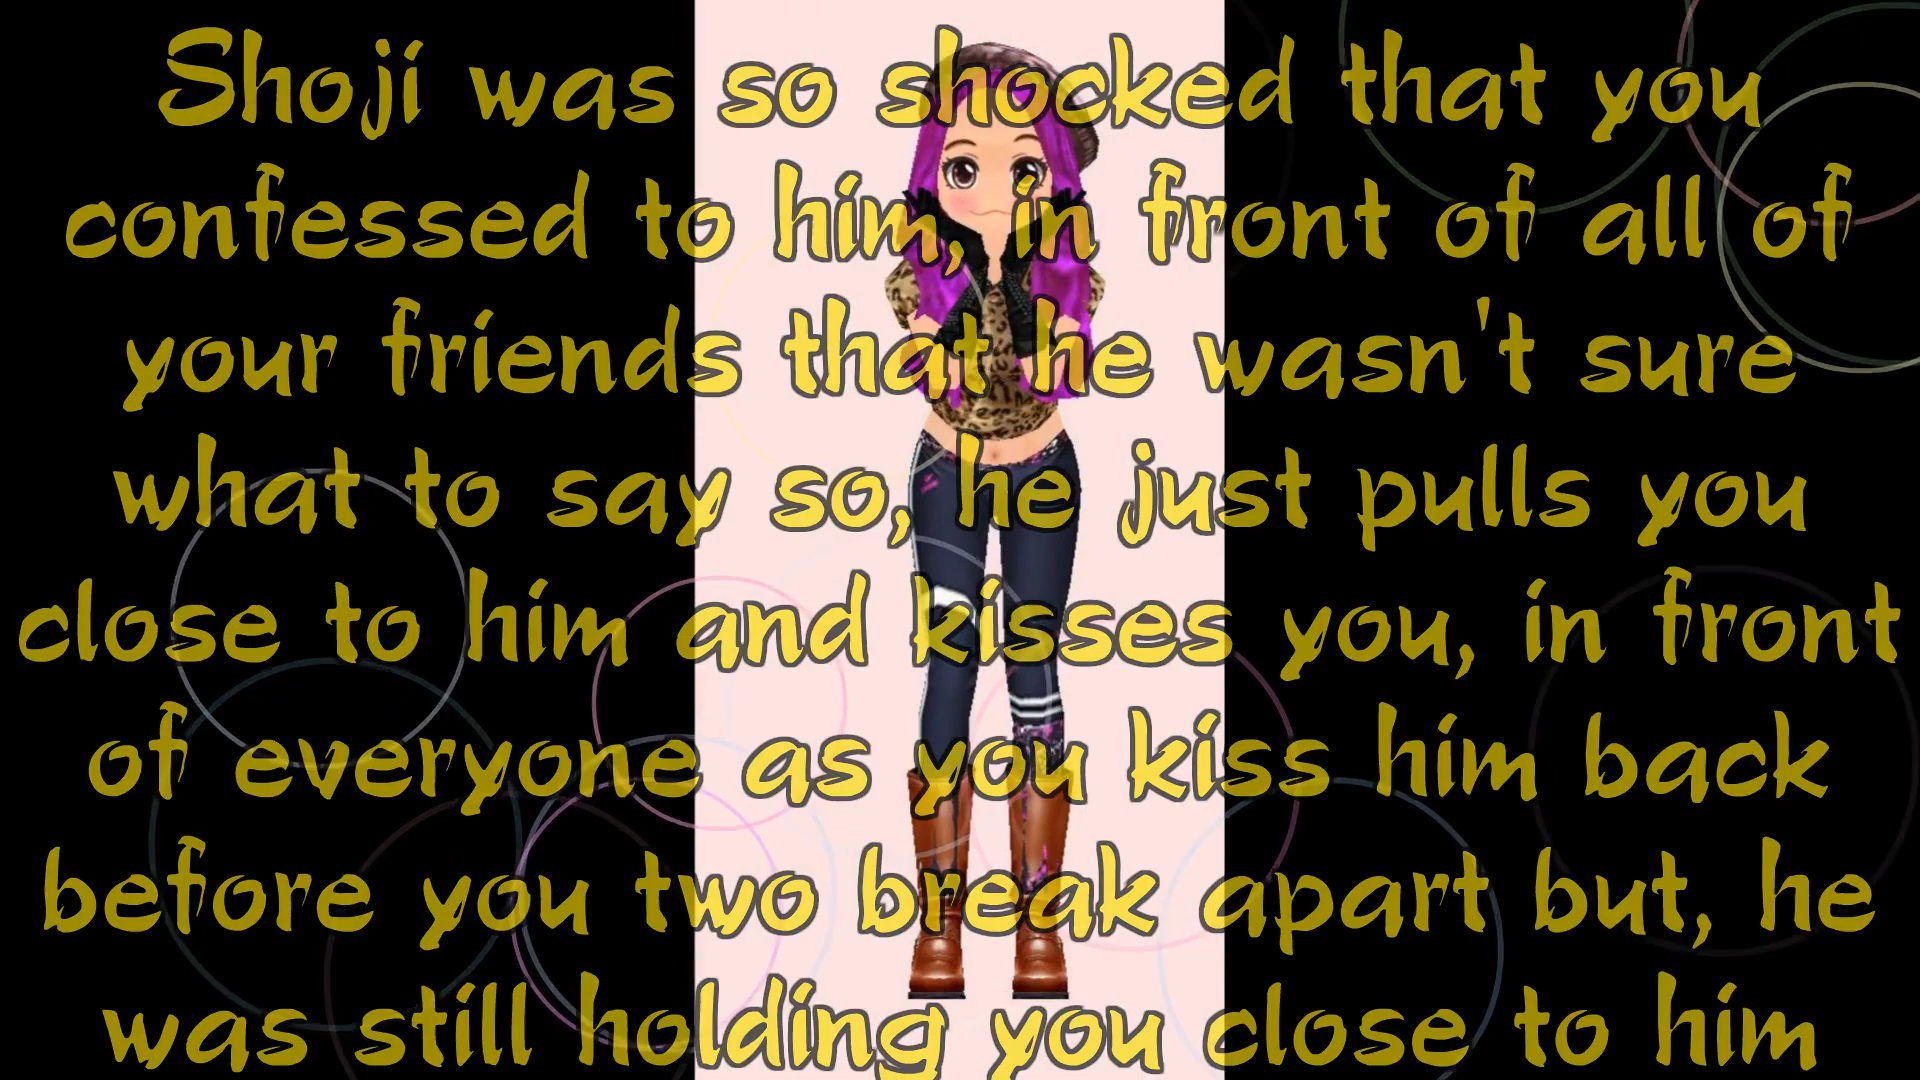 Shoji was so shocked that you
confessed to him, in front of all of
your friends that he wasn't sure
what to say so, he just pulls you
close to him and kisses you, in front
of everyone as you kiss him back
before you two break apart but, he
was still holding you close to him